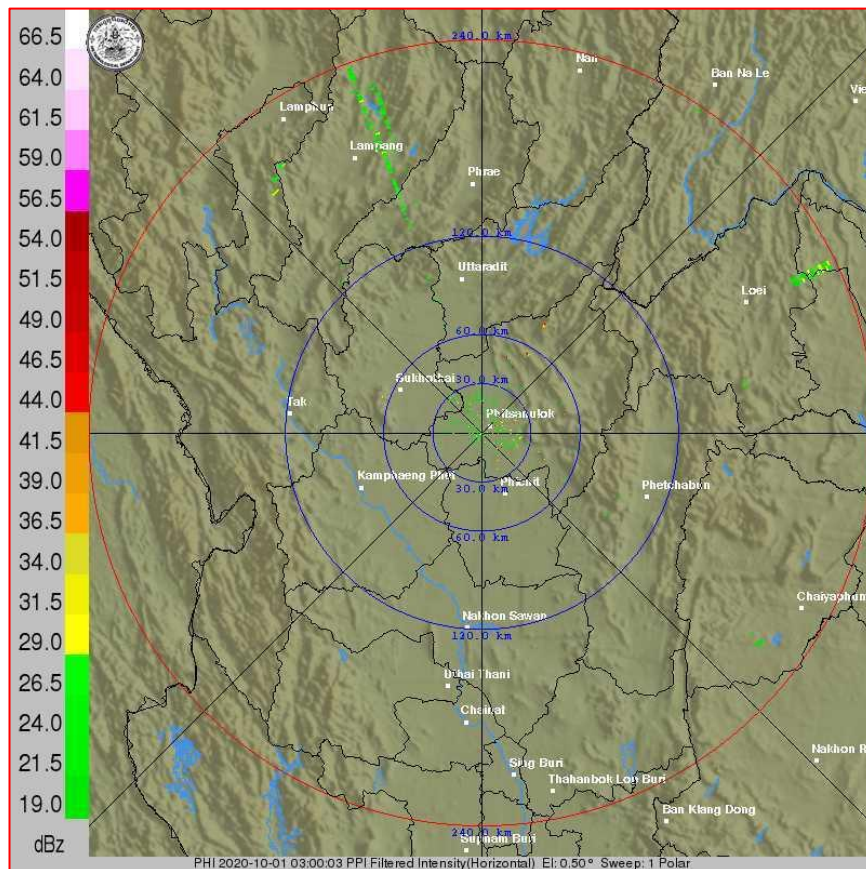 66.5
64.0
61.5
59.0
56.5
54.0
51.5
49.0
46.5
44.0
41.5
39.0
36.5
34.0
31.5
29.0
26.5
24.0
21.5
19.0
dBz
240.0 km
Nan
Ban Na Le
Vie
Lamphun
Lampang
Phrae
120.0 km
Uttaradit
Loei
60.0 km
Sukhothai
30.0 km
Tak
Phitsanulok
Kamphaeng Phet
30.0 km
Phichit
Phetchabun
60.0 km
Chaiyaphum
Nakhon Sawan
120.0 km
Uthai Thani
Chainat
Nakhon R
Sing Buri
Thahanbok Lop Buri
Ban Klang Dong
240.0 km
Suphan Buri
PHI 2020-10-01 03:00:03 PPI Filtered Intensity(Horizontal) El: 0.50° Sweep: 1 Polar